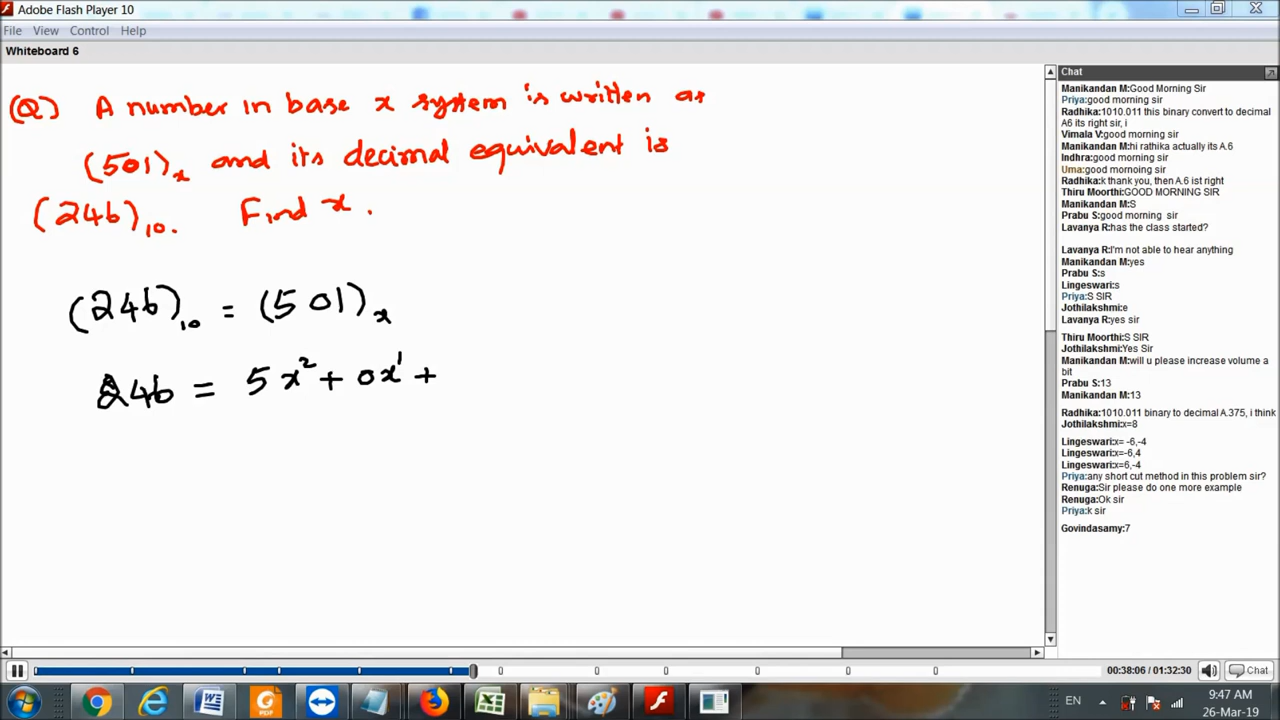 Adobe Flash Player 10
File View Control Help
Whiteboard 6
(Q) A number in base x system is written as
(501)x and its decimal equivalent is
(246)10. Find x.
(246)10 = (501)x
246 = 5x² + 0x¹ +
Chat
Manikandan M:Good Morning Sir
Priya:good morning sir
Radhika:1010.011 this binary convert to decimal
A6 its right sir, i
Vimala V:good morning sir
Manikandan M:hi rathika actually its A.6
Indhra:good morning sir
Uma:good mornoing sir
Radhika:k thank you, then A.6 ist right
Thiru Moorthi:GOOD MORNING SIR
Manikandan M:S
Prabu S:good morning sir
Lavanya R:has the class started?
Lavanya R:I'm not able to hear anything
Manikandan M:yes
Prabu S:s
Lingeswari:s
Priya:S SIR
Jothilakshmi:e
Lavanya R:yes sir
Thiru Moorthi:S SIR
Jothilakshmi:Yes Sir
Manikandan M:will u please increase volume a
bit
Prabu S:13
Manikandan M:13
Radhika:1010.011 binary to decimal A.375, i think
Jothilakshmi:x=8
Lingeswari:x= -6,-4
Lingeswari:x=-6,4
Lingeswari:x=6,-4
Priya:any short cut method in this problem sir?
Renuga:Sir please do one more example
Renuga:Ok sir
Priya:k sir
Govindasamy:7
00:38:06 / 01:32:30
Chat
EN
9:47 AM
26-Mar-19